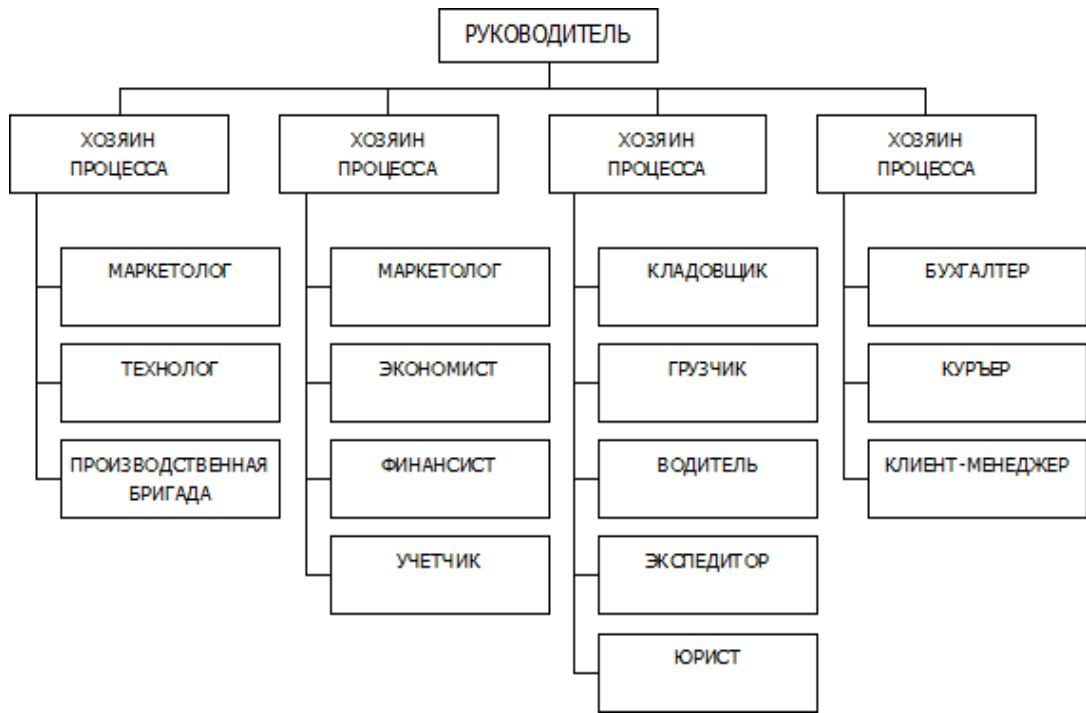 РУКОВОДИТЕЛЬ
ХОЗЯИН
ПРОЦЕССА
ХОЗЯИН
ПРОЦЕССА
ХОЗЯИН
ПРОЦЕССА
ХОЗЯИН
ПРОЦЕССА
МАРКЕТОЛОГ
ТЕХНОЛОГ
ПРОИЗВОДСТВЕННАЯ
БРИГАДА
МАРКЕТОЛОГ
ЭКОНОМИСТ
ФИНАНСИСТ
УЧЕТЧИК
КЛАДОВЩИК
ГРУЗЧИК
ВОДИТЕЛЬ
ЭКСПЕДИТОР
ЮРИСТ
БУХГАЛТЕР
КУРЪЕР
КЛИЕНТ-МЕНЕДЖЕР